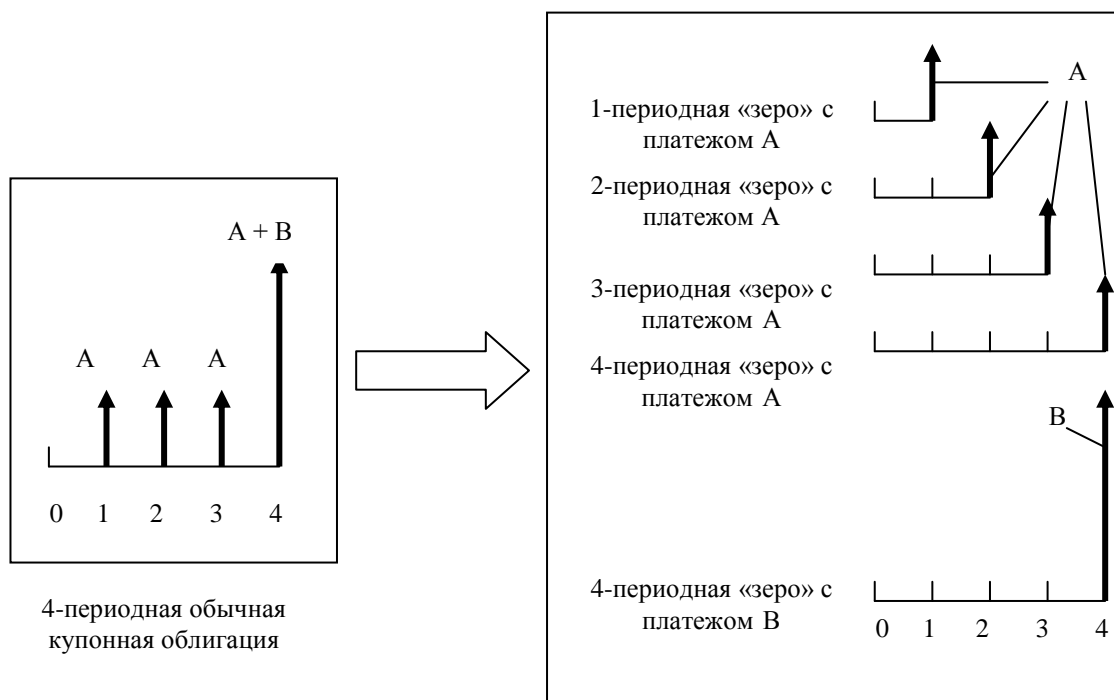 A + B
A A A
0 1 2 3 4
4-периодная обычная
купонная облигация
A
1-периодная «зеро» с
платежом A
2-периодная «зеро» с
платежом A
3-периодная «зеро» с
платежом A
4-периодная «зеро» с
платежом A
B
4-периодная «зеро» с
платежом B
0 1 2 3 4